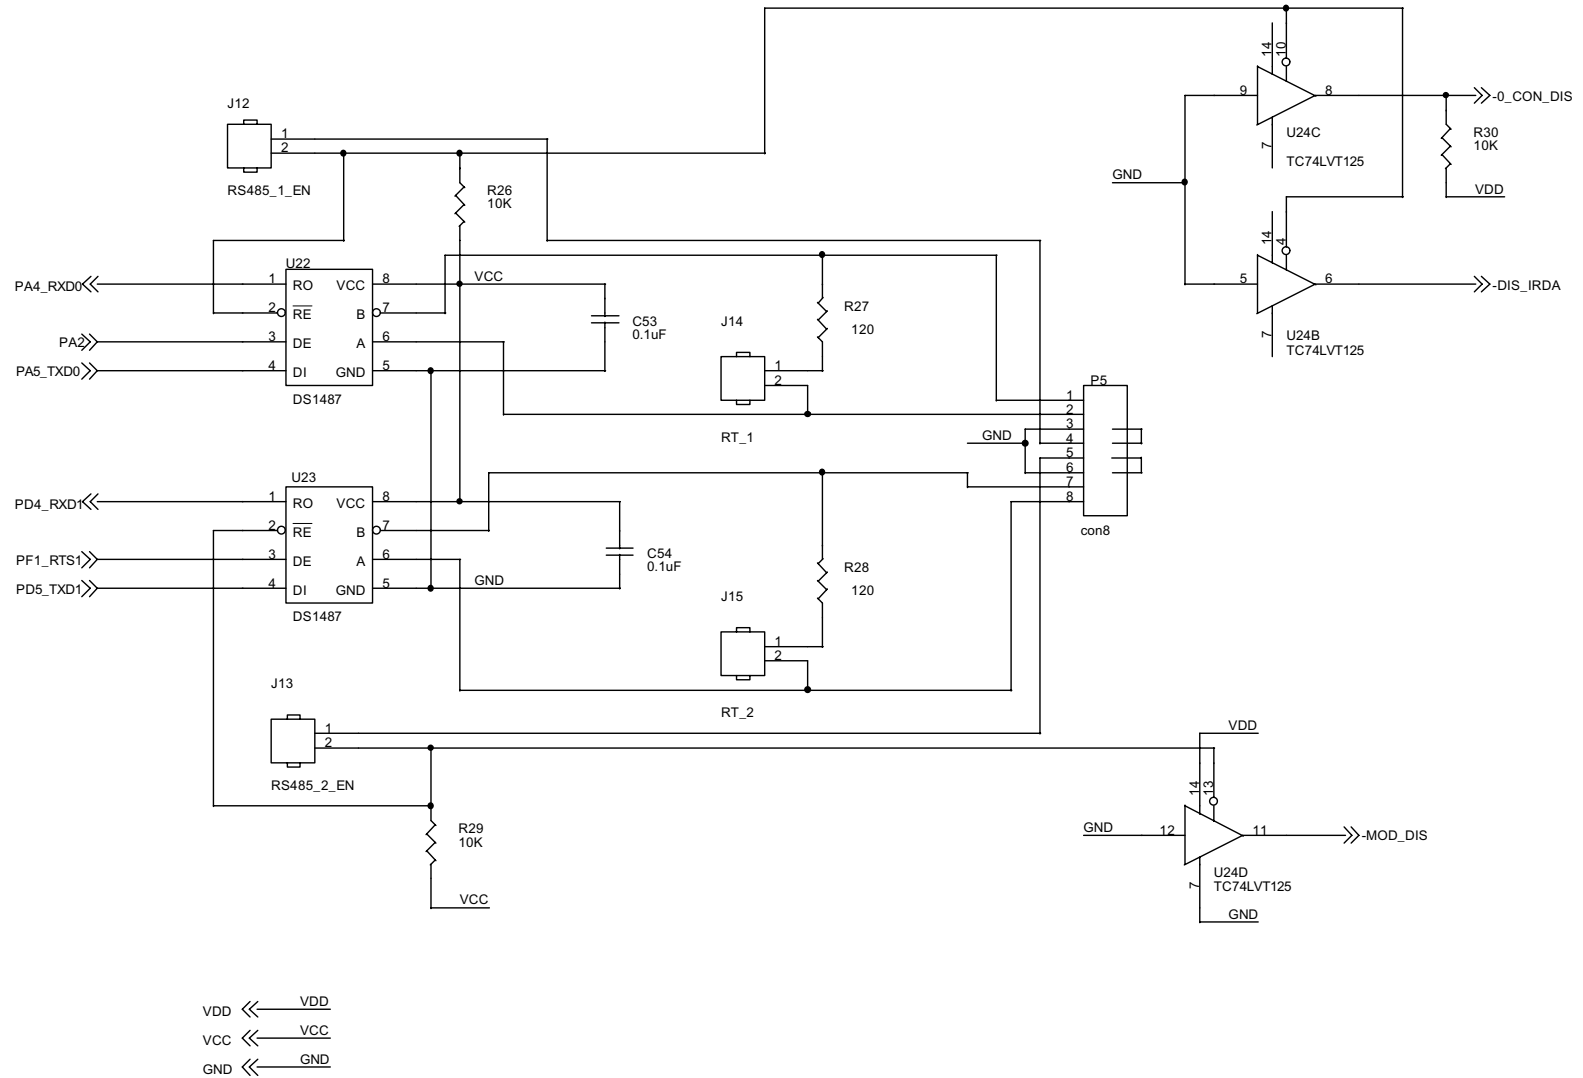 14
10
9
8
-0_CON_DIS
J12
U24C
R30
10K
1
2
7
TC74LVT125
GND
RS485_1_EN
R26
10K
VDD
14
4
U22
PA4_RXD0
1
RO
VCC
8
VCC
5
6
-DIS_IRDA
2
RE
B
7
R27
120
C53
0.1uF
J14
7
U24B
TC74LVT125
PA2
3
DE
A
6
PA5_TXD0
4
DI
GND
5
1
2
P5
DS1487
1
2
3
4
5
6
7
8
GND
RT_1
con8
U23
PD4_RXD1
1
RO
VCC
8
2
RE
B
7
PF1_RTS1
3
DE
A
6
C54
0.1uF
R28
120
PD5_TXD1
4
DI
GND
5
GND
J15
DS1487
1
2
J13
RT_2
1
2
VDD
RS485_2_EN
14
13
R29
10K
GND
12
11
-MOD_DIS
U24D
TC74LVT125
7
VCC
GND
VDD
VDD
VCC
VCC
GND
GND